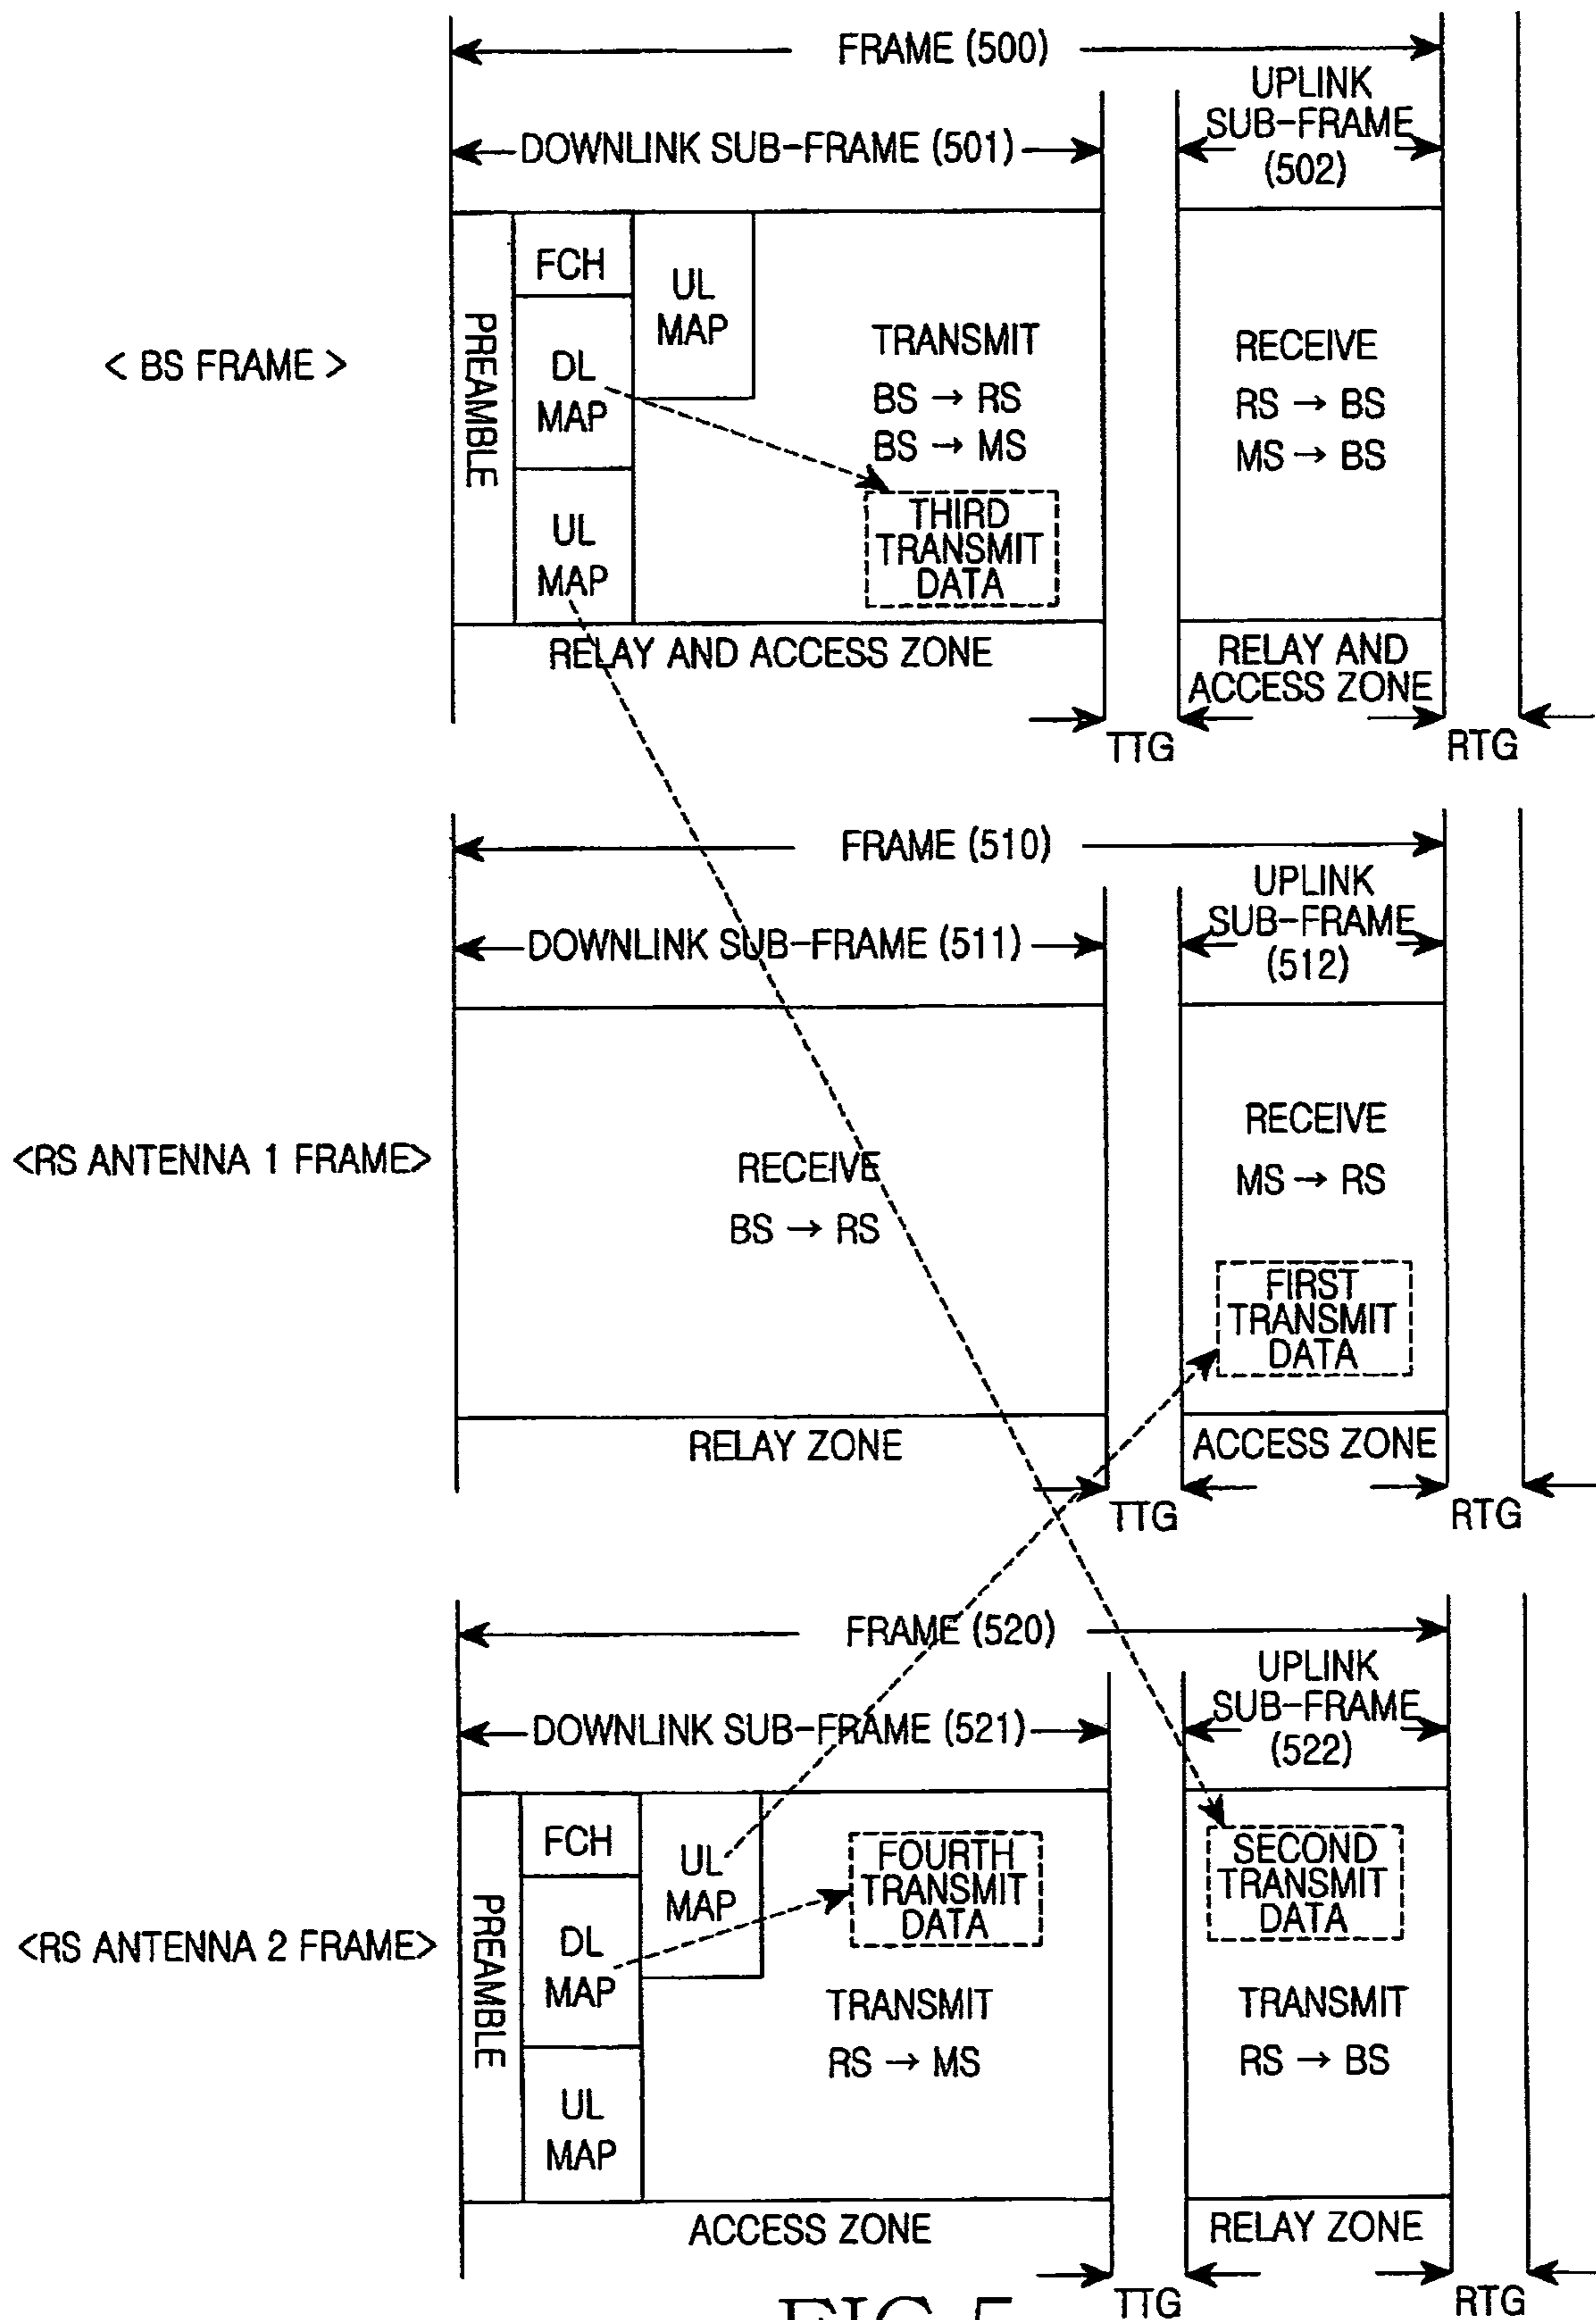 FRAME (500)
UPLINK
SUB-FRAME
(502)
DOWNLINK SUB-FRAME (501)
< BS FRAME >
PREAMBLE
FCH
DL
MAP
UL
MAP
UL
MAP
TRANSMIT
BS → RS
BS → MS
THIRD
TRANSMIT
DATA
RECEIVE
RS → BS
MS → BS
RELAY AND ACCESS ZONE
RELAY AND
ACCESS ZONE
TTG
RTG
FRAME (510)
UPLINK
SUB-FRAME
(512)
DOWNLINK SUB-FRAME (511)
<RS ANTENNA 1 FRAME>
RECEIVE
BS → RS
RECEIVE
MS → RS
FIRST
TRANSMIT
DATA
RELAY ZONE
ACCESS ZONE
TTG
RTG
FRAME (520)
UPLINK
SUB-FRAME
(522)
DOWNLINK SUB-FRAME (521)
<RS ANTENNA 2 FRAME>
PREAMBLE
FCH
DL
MAP
UL
MAP
UL
MAP
FOURTH
TRANSMIT
DATA
TRANSMIT
RS → MS
SECOND
TRANSMIT
DATA
TRANSMIT
RS → BS
ACCESS ZONE
RELAY ZONE
TTG
RTG
FIG.5